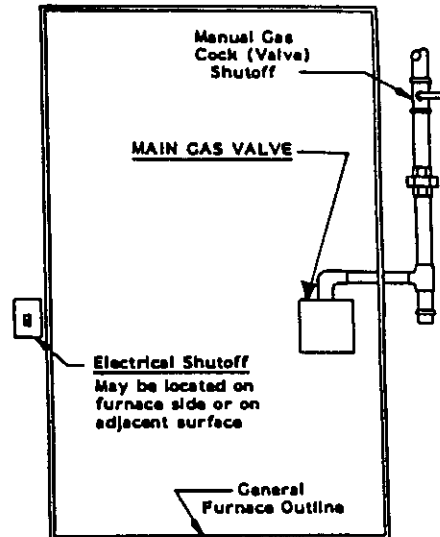 Manual Gas
Cock (Valve)
Shutoff
MAIN GAS VALVE
Electrical Shutoff
May be located on
furnace side or on
adjacent surface
General
Furnace Outline